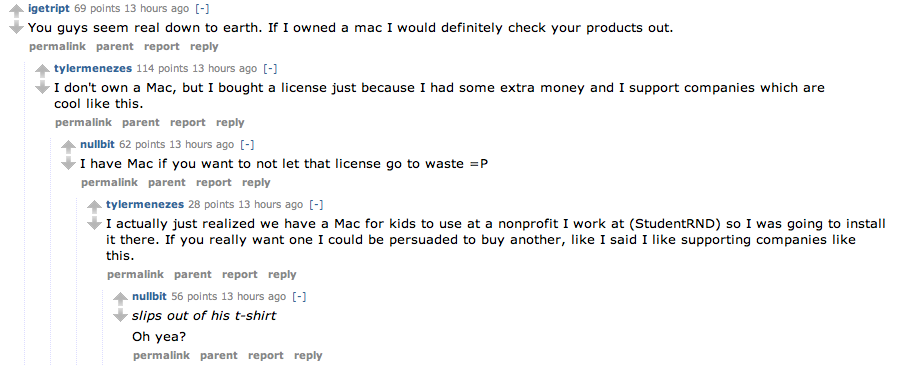 igetript 69 points 13 hours ago [-]
You guys seem real down to earth. If I owned a mac I would definitely check your products out.
permalink parent report reply
tylermenezes 114 points 13 hours ago [-]
I don't own a Mac, but I bought a license just because I had some extra money and I support companies which are
cool like this.
permalink parent report reply
nullbit 62 points 13 hours ago [-]
I have Mac if you want to not let that license go to waste =P
permalink parent report reply
tylermenezes 28 points 13 hours ago [-]
I actually just realized we have a Mac for kids to use at a nonprofit I work at (StudentRND) so I was going to install
it there. If you really want one I could be persuaded to buy another, like I said I like supporting companies like
this.
permalink parent report reply
nullbit 56 points 13 hours ago [-]
slips out of his t-shirt
Oh yea?
permalink parent report reply